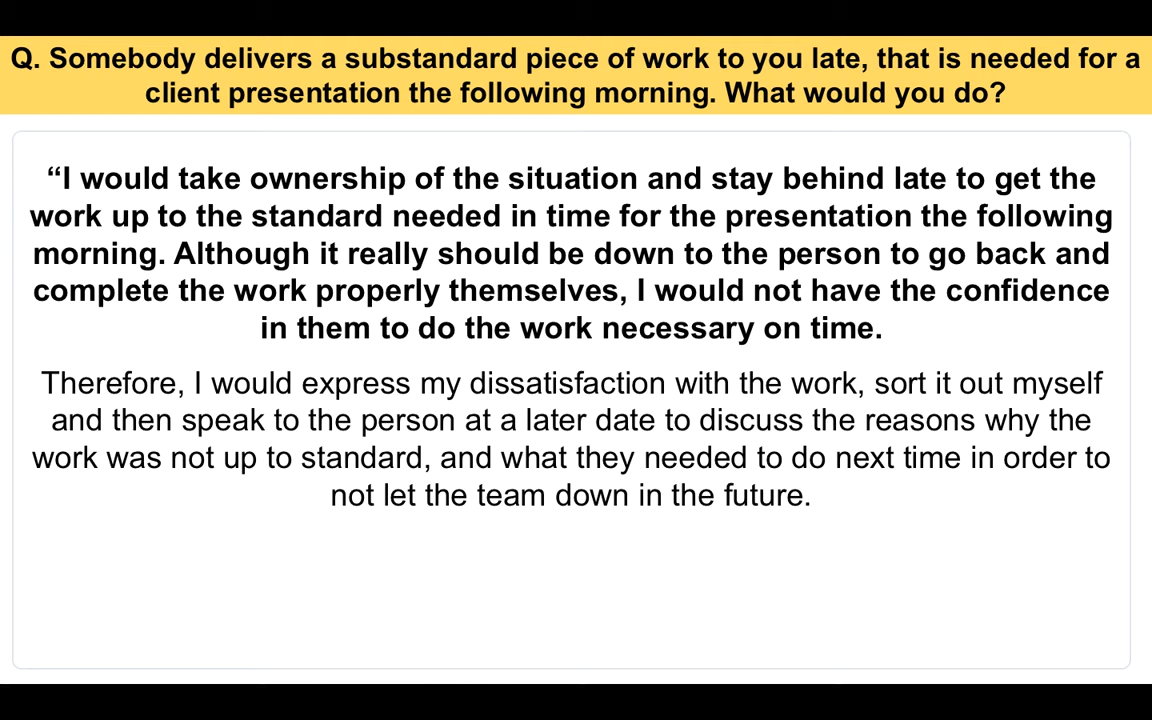 Q. Somebody delivers a substandard piece of work to you late, that is needed for a
client presentation the following morning. What would you do?
“I would take ownership of the situation and stay behind late to get the
work up to the standard needed in time for the presentation the following
morning. Although it really should be down to the person to go back and
complete the work properly themselves, I would not have the confidence
in them to do the work necessary on time.
Therefore, I would express my dissatisfaction with the work, sort it out myself
and then speak to the person at a later date to discuss the reasons why the
work was not up to standard, and what they needed to do next time in order to
not let the team down in the future.